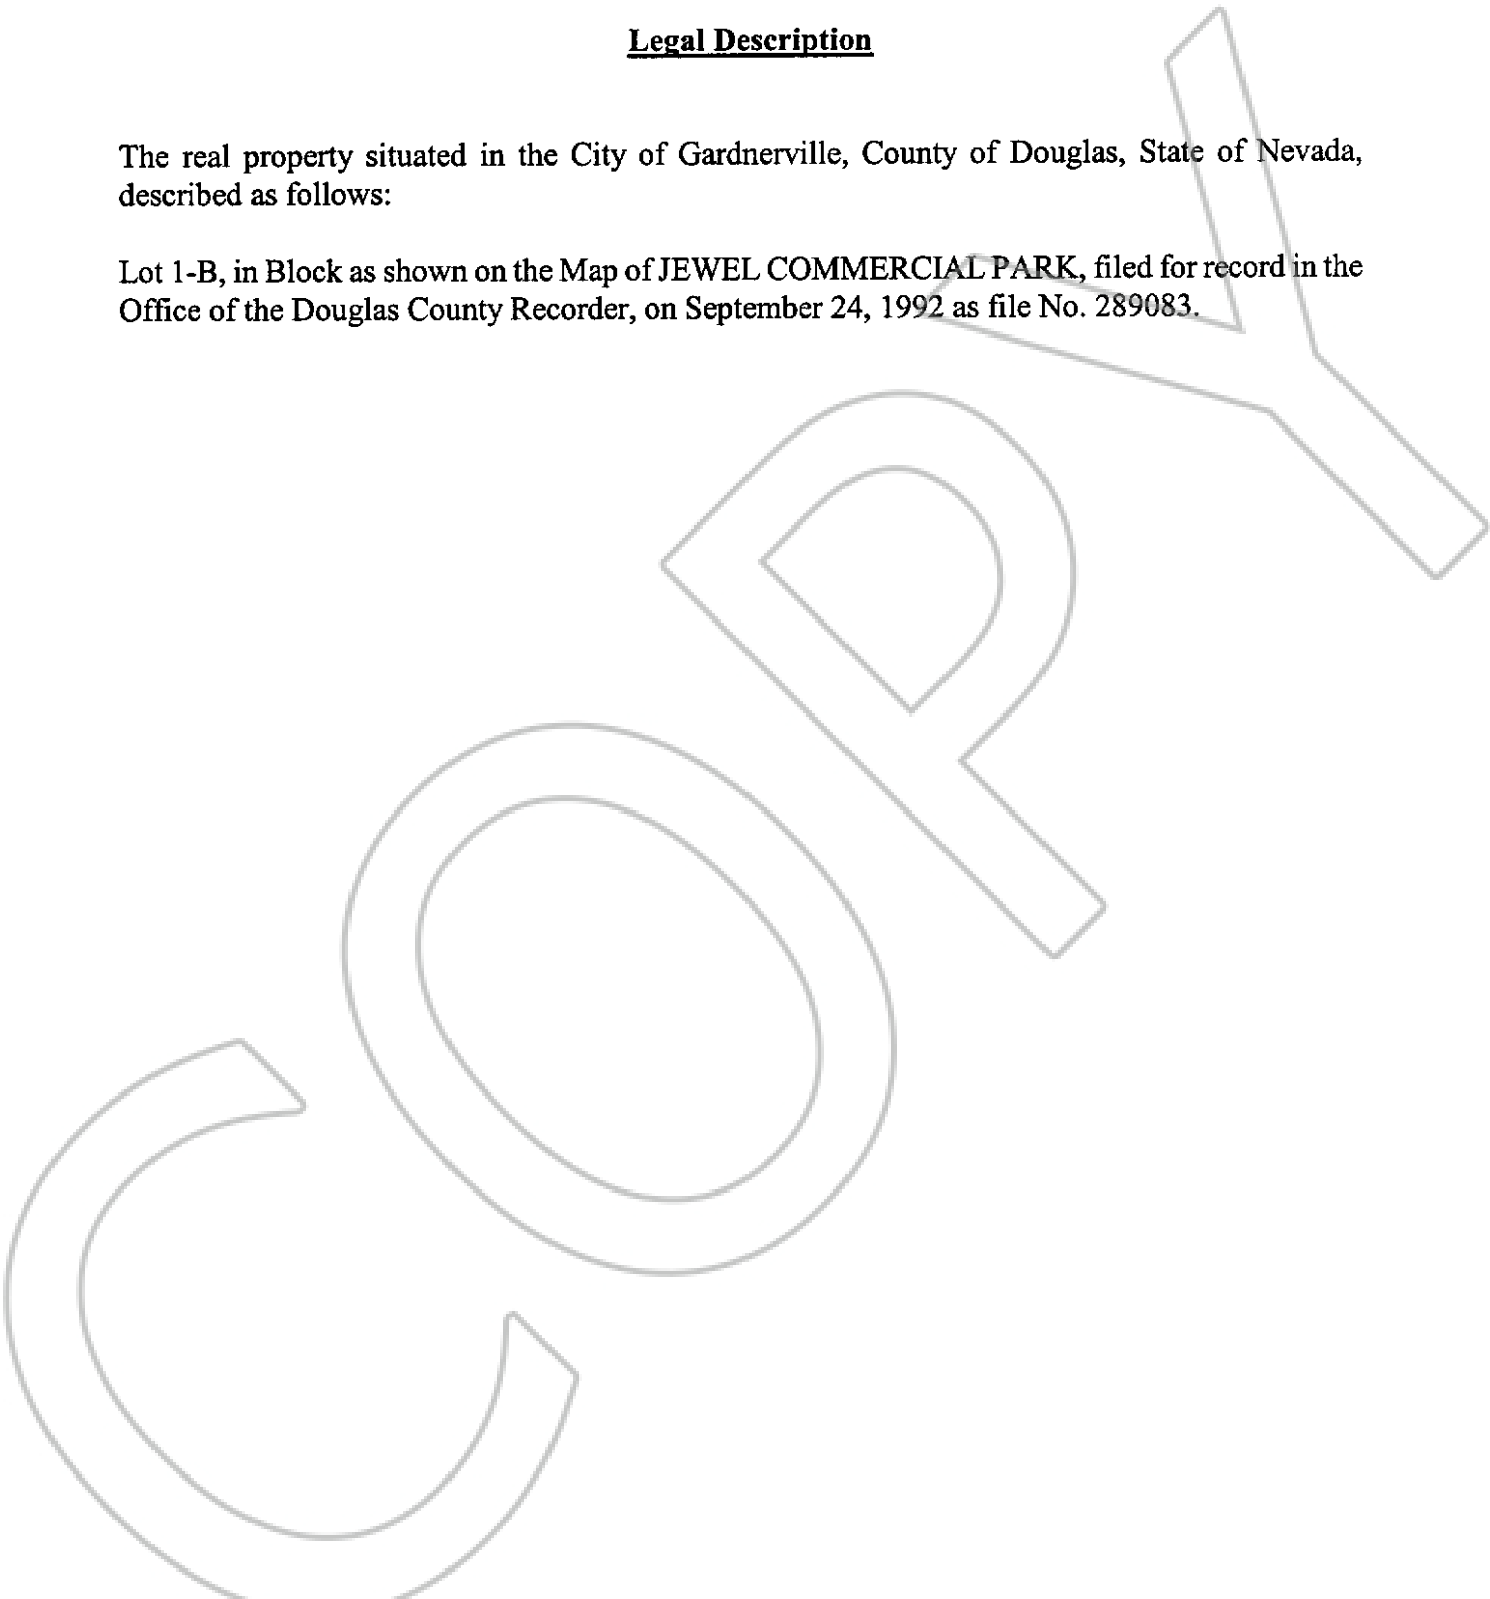 Legal Description
The real property situated in the City of Gardnerville, County of Douglas, State of Nevada,
described as follows:
Lot 1-B, in Block as shown on the Map of JEWEL COMMERCIAL PARK, filed for record in the
Office of the Douglas County Recorder, on September 24, 1992 as file No. 289083.
COPY